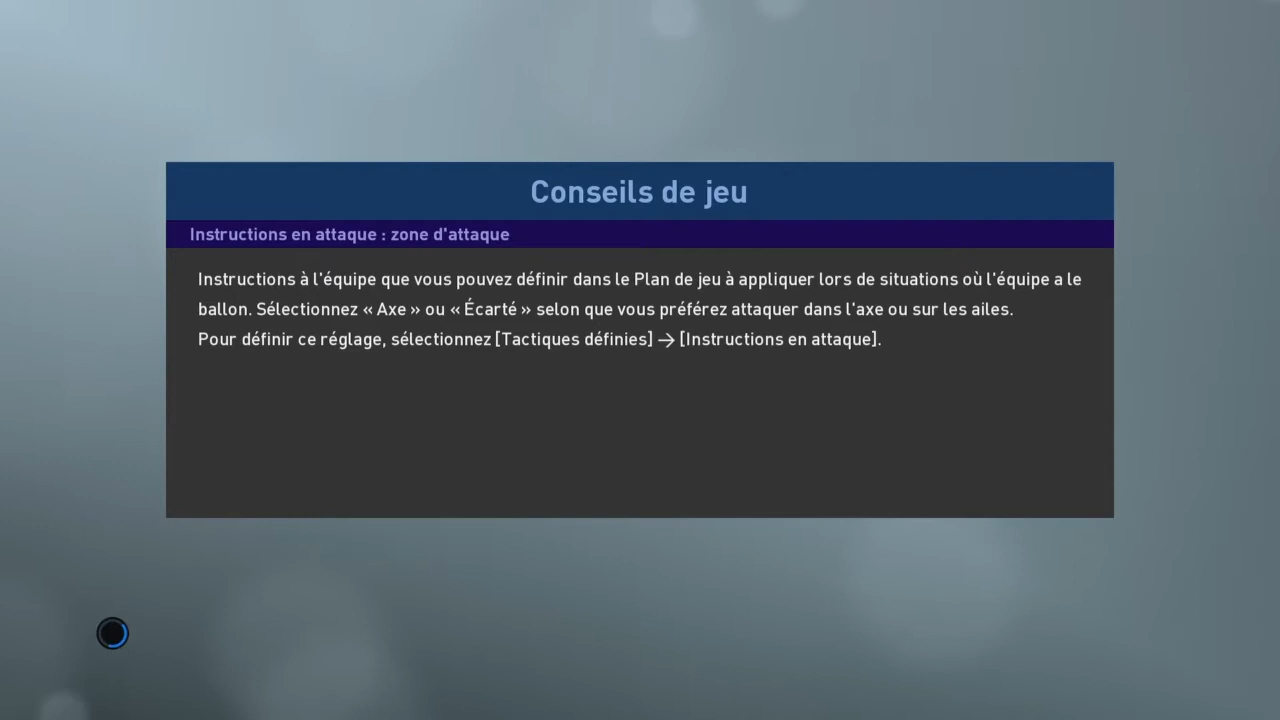 Conseils de jeu
Instructions en attaque : zone d'attaque
Instructions à l'équipe que vous pouvez définir dans le Plan de jeu à appliquer lors de situations où l'équipe a le
ballon. Sélectionnez « Axe » ou « Écarté » selon que vous préférez attaquer dans l'axe ou sur les ailes.
Pour définir ce réglage, sélectionnez [Tactiques définies] → [Instructions en attaque].